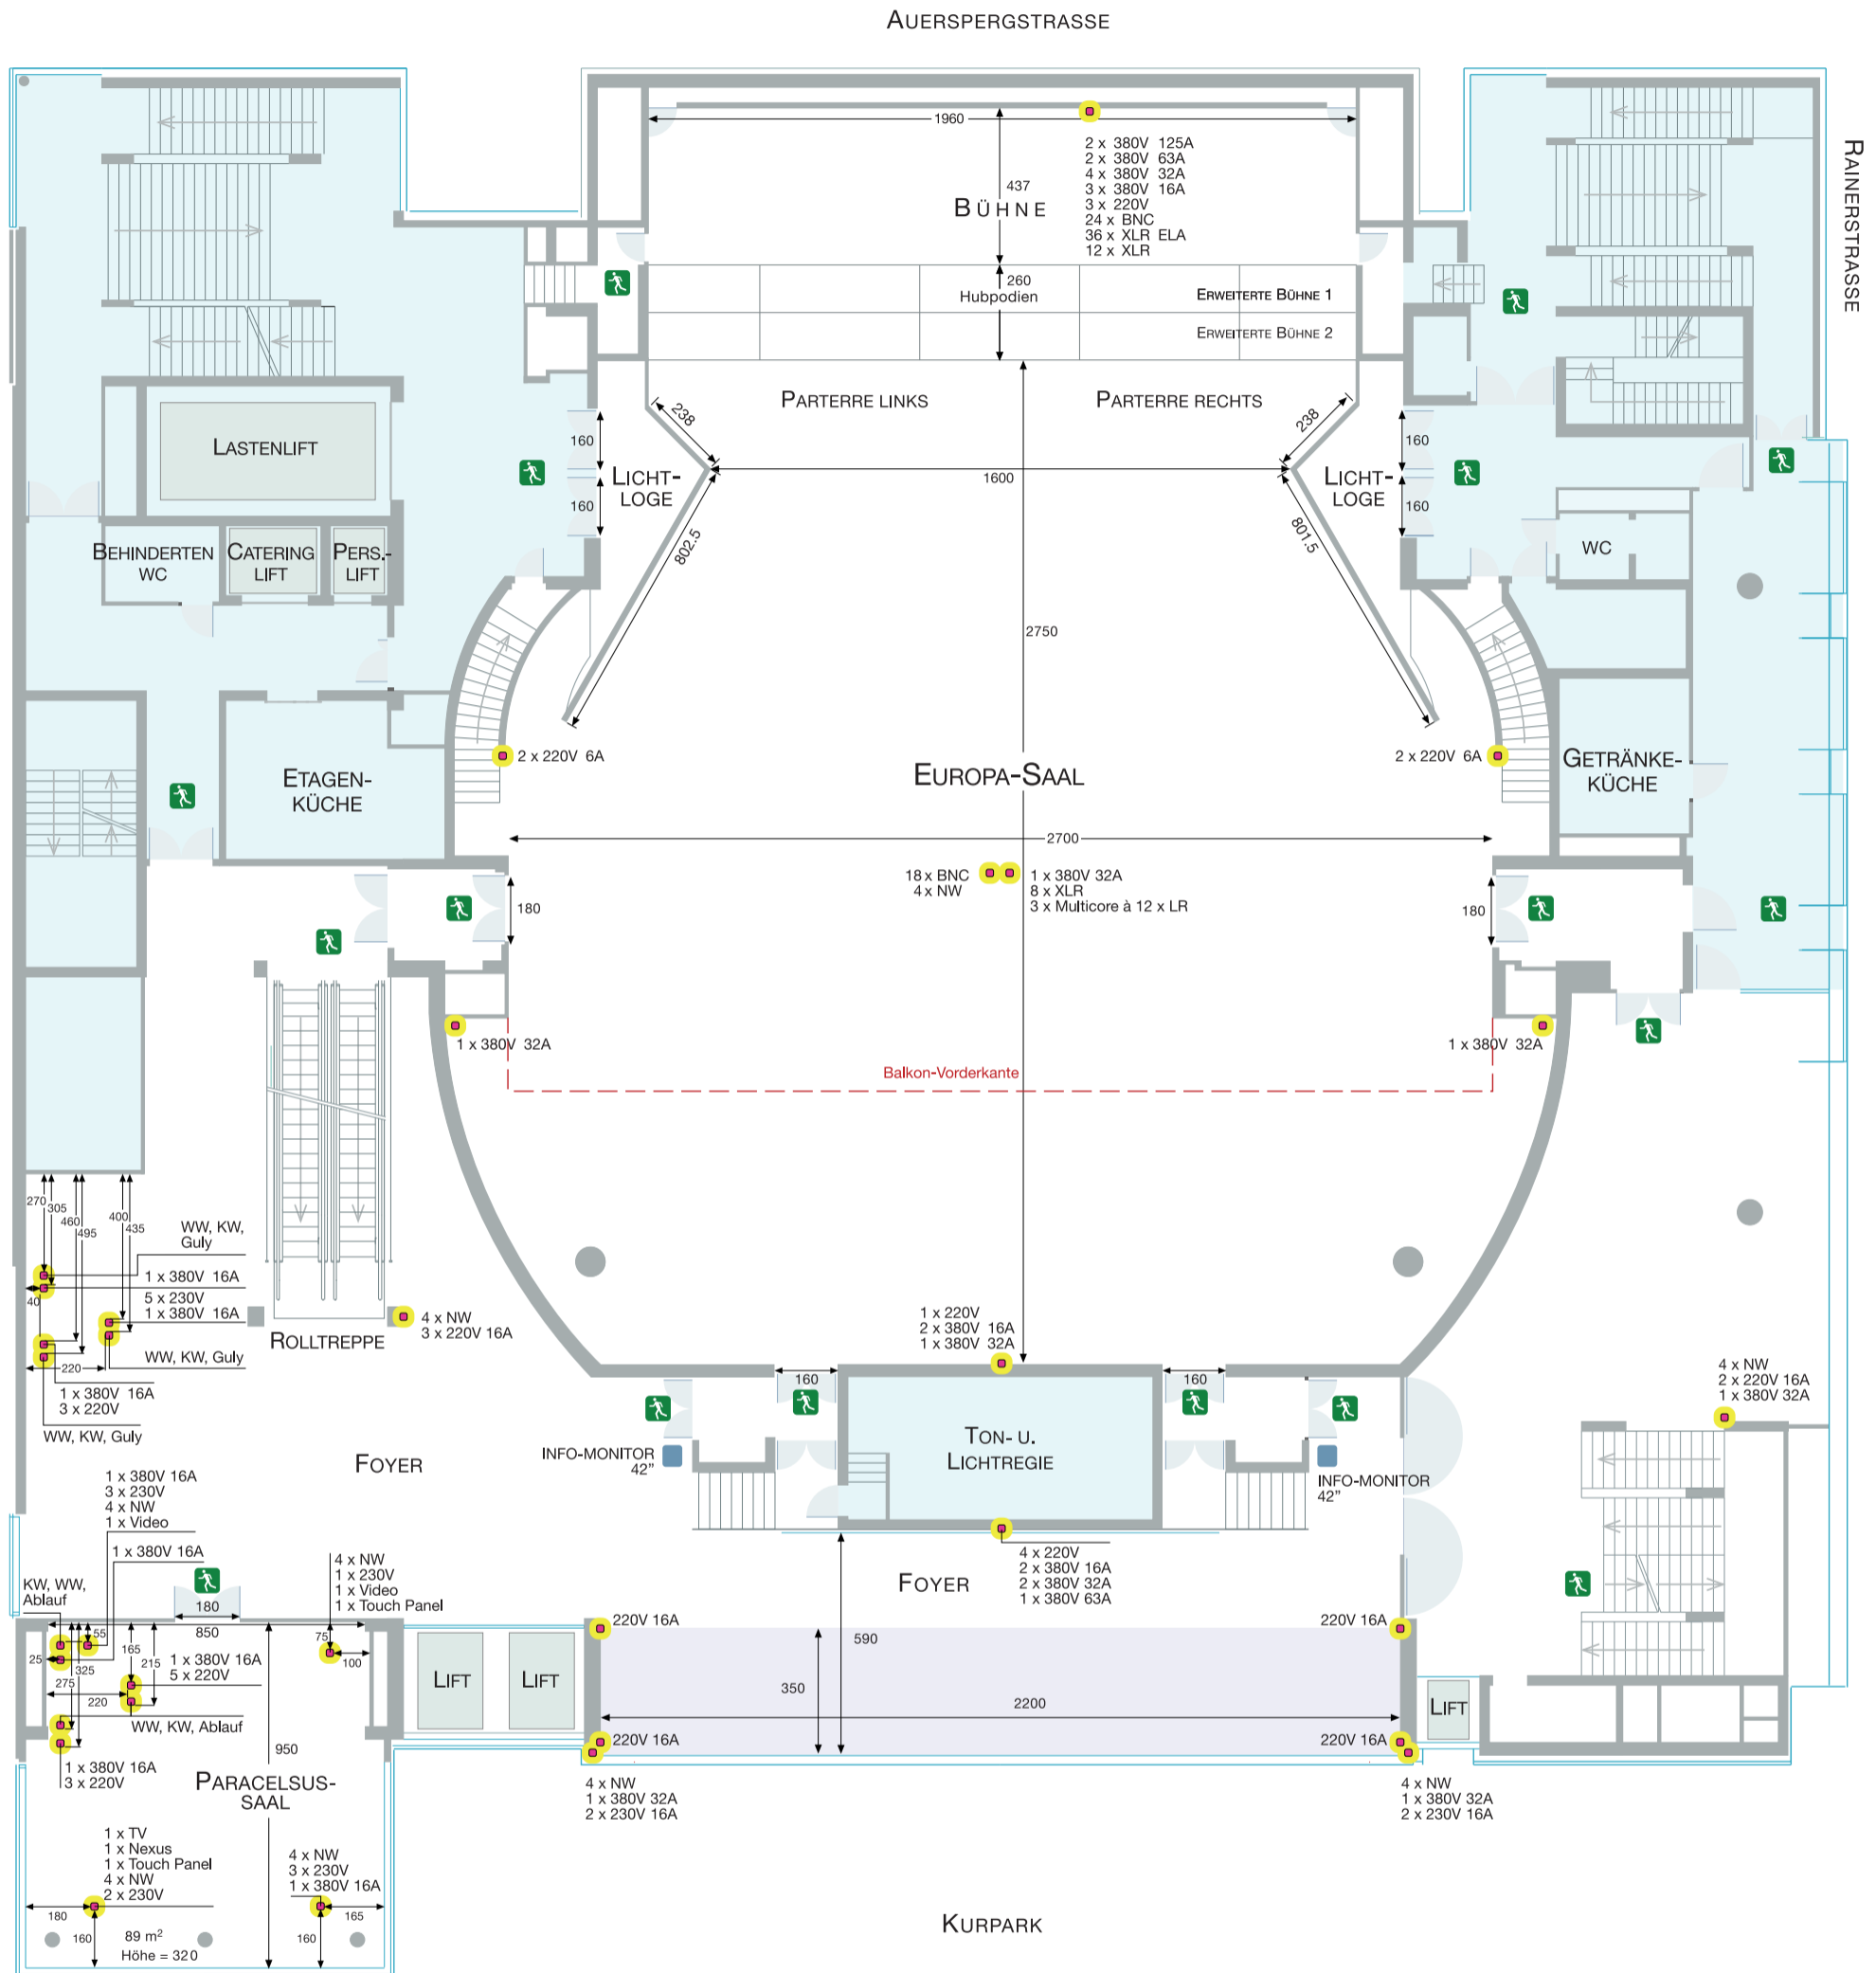 AUERSPERGSTRASSE
RAINERSTRASSE
1960
2 x 380V 125A
2 x 380V 63A
4 x 380V 32A
3 x 380V 16A
3 x 220V
24 x BNC
36 x XLR ELA
12 x XLR
437
BÜHNE
260
Hubpodien
ERWEITERTE BÜHNE 1
ERWEITERTE BÜHNE 2
PARTERRE LINKS
PARTERRE RECHTS
238
238
160
160
LASTENLIFT
LICHT-
LOGE
1600
LICHT-
LOGE
160
160
802.5
801.5
BEHINDERTEN
WC
CATERING
LIFT
PERS.-
LIFT
WC
2750
2 x 220V 6A
2 x 220V 6A
ETAGEN-
KÜCHE
EUROPA-SAAL
GETRÄNKE-
KÜCHE
2700
18 x BNC
4 x NW
1 x 380V 32A
8 x XLR
3 x Multicore à 12 x LR
180
180
1 x 380V 32A
1 x 380V 32A
Balkon-Vorderkante
270
305
460
495
400
435
WW, KW,
Guly
1 x 380V 16A
40
5 x 230V
1 x 380V 16A
WW, KW, Guly
220
1 x 380V 16A
3 x 220V
WW, KW, Guly
ROLLTREPPE
4 x NW
3 x 220V 16A
1 x 220V
2 x 380V 16A
1 x 380V 32A
160
160
4 x NW
2 x 220V 16A
1 x 380V 32A
FOYER
INFO-MONITOR
42”
TON- U.
LICHTREGIE
INFO-MONITOR
42”
1 x 380V 16A
3 x 230V
4 x NW
1 x Video
1 x 380V 16A
KW, WW,
Ablauf
180
850
4 x NW
1 x 230V
1 x Video
1 x Touch Panel
4 x 220V
2 x 380V 16A
2 x 380V 32A
1 x 380V 63A
FOYER
590
55
25
325
275
165
215
220
75
100
1 x 380V 16A
5 x 220V
WW, KW, Ablauf
1 x 380V 16A
3 x 220V
LIFT
LIFT
220V 16A
220V 16A
350
2200
LIFT
220V 16A
220V 16A
4 x NW
1 x 380V 32A
2 x 230V 16A
4 x NW
1 x 380V 32A
2 x 230V 16A
950
PARACELSUS-
SAAL
1 x TV
1 x Nexus
1 x Touch Panel
4 x NW
2 x 230V
4 x NW
3 x 230V
1 x 380V 16A
180
160
165
160
89 m²
Höhe = 320
KURPARK